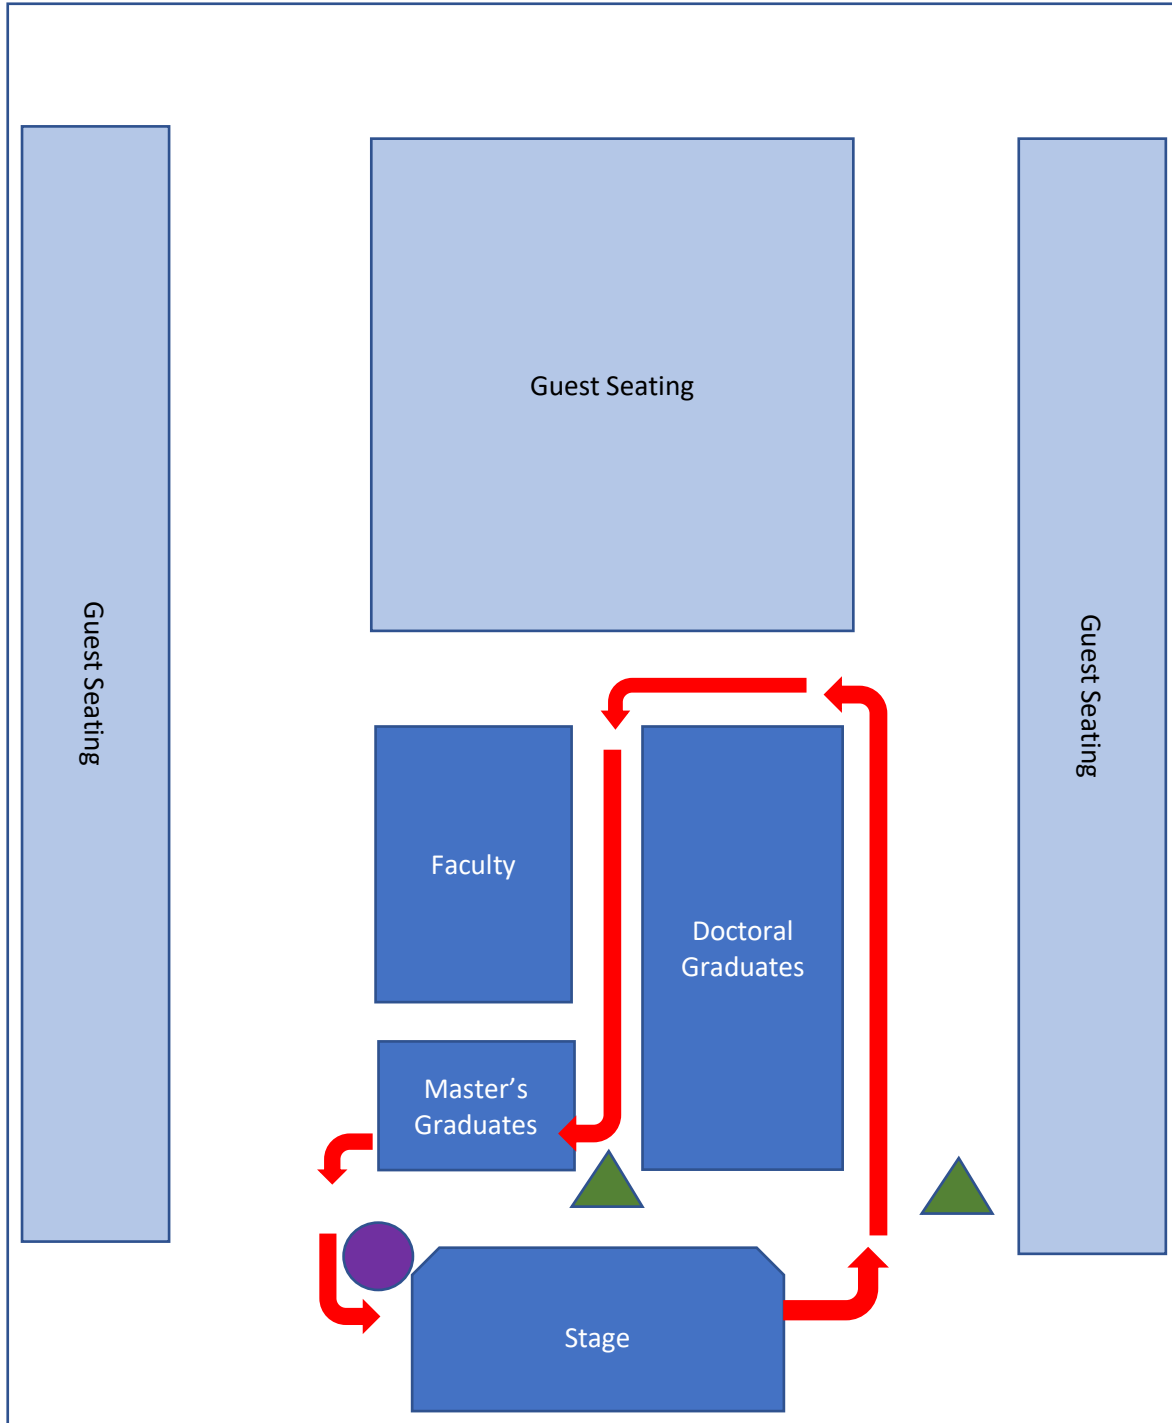 Guest Seating
Guest Seating
Guest Seating
Faculty
Doctoral
Graduates
Master’s
Graduates
Stage